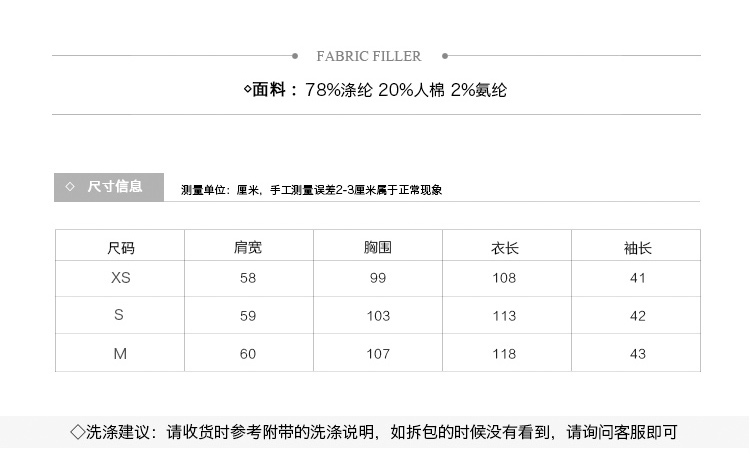 FABRIC FILLER
◇面料：78%涤纶 20%人棉 2%氨纶
◇ 尺寸信息 测量单位：厘米，手工测量误差2-3厘米属于正常现象
尺码 肩宽 胸围 衣长 袖长
XS 58 99 108 41
S 59 103 113 42
M 60 107 118 43
◇洗涤建议：请收货时参考附带的洗涤说明，如拆包的时候没有看到，请询问客服即可